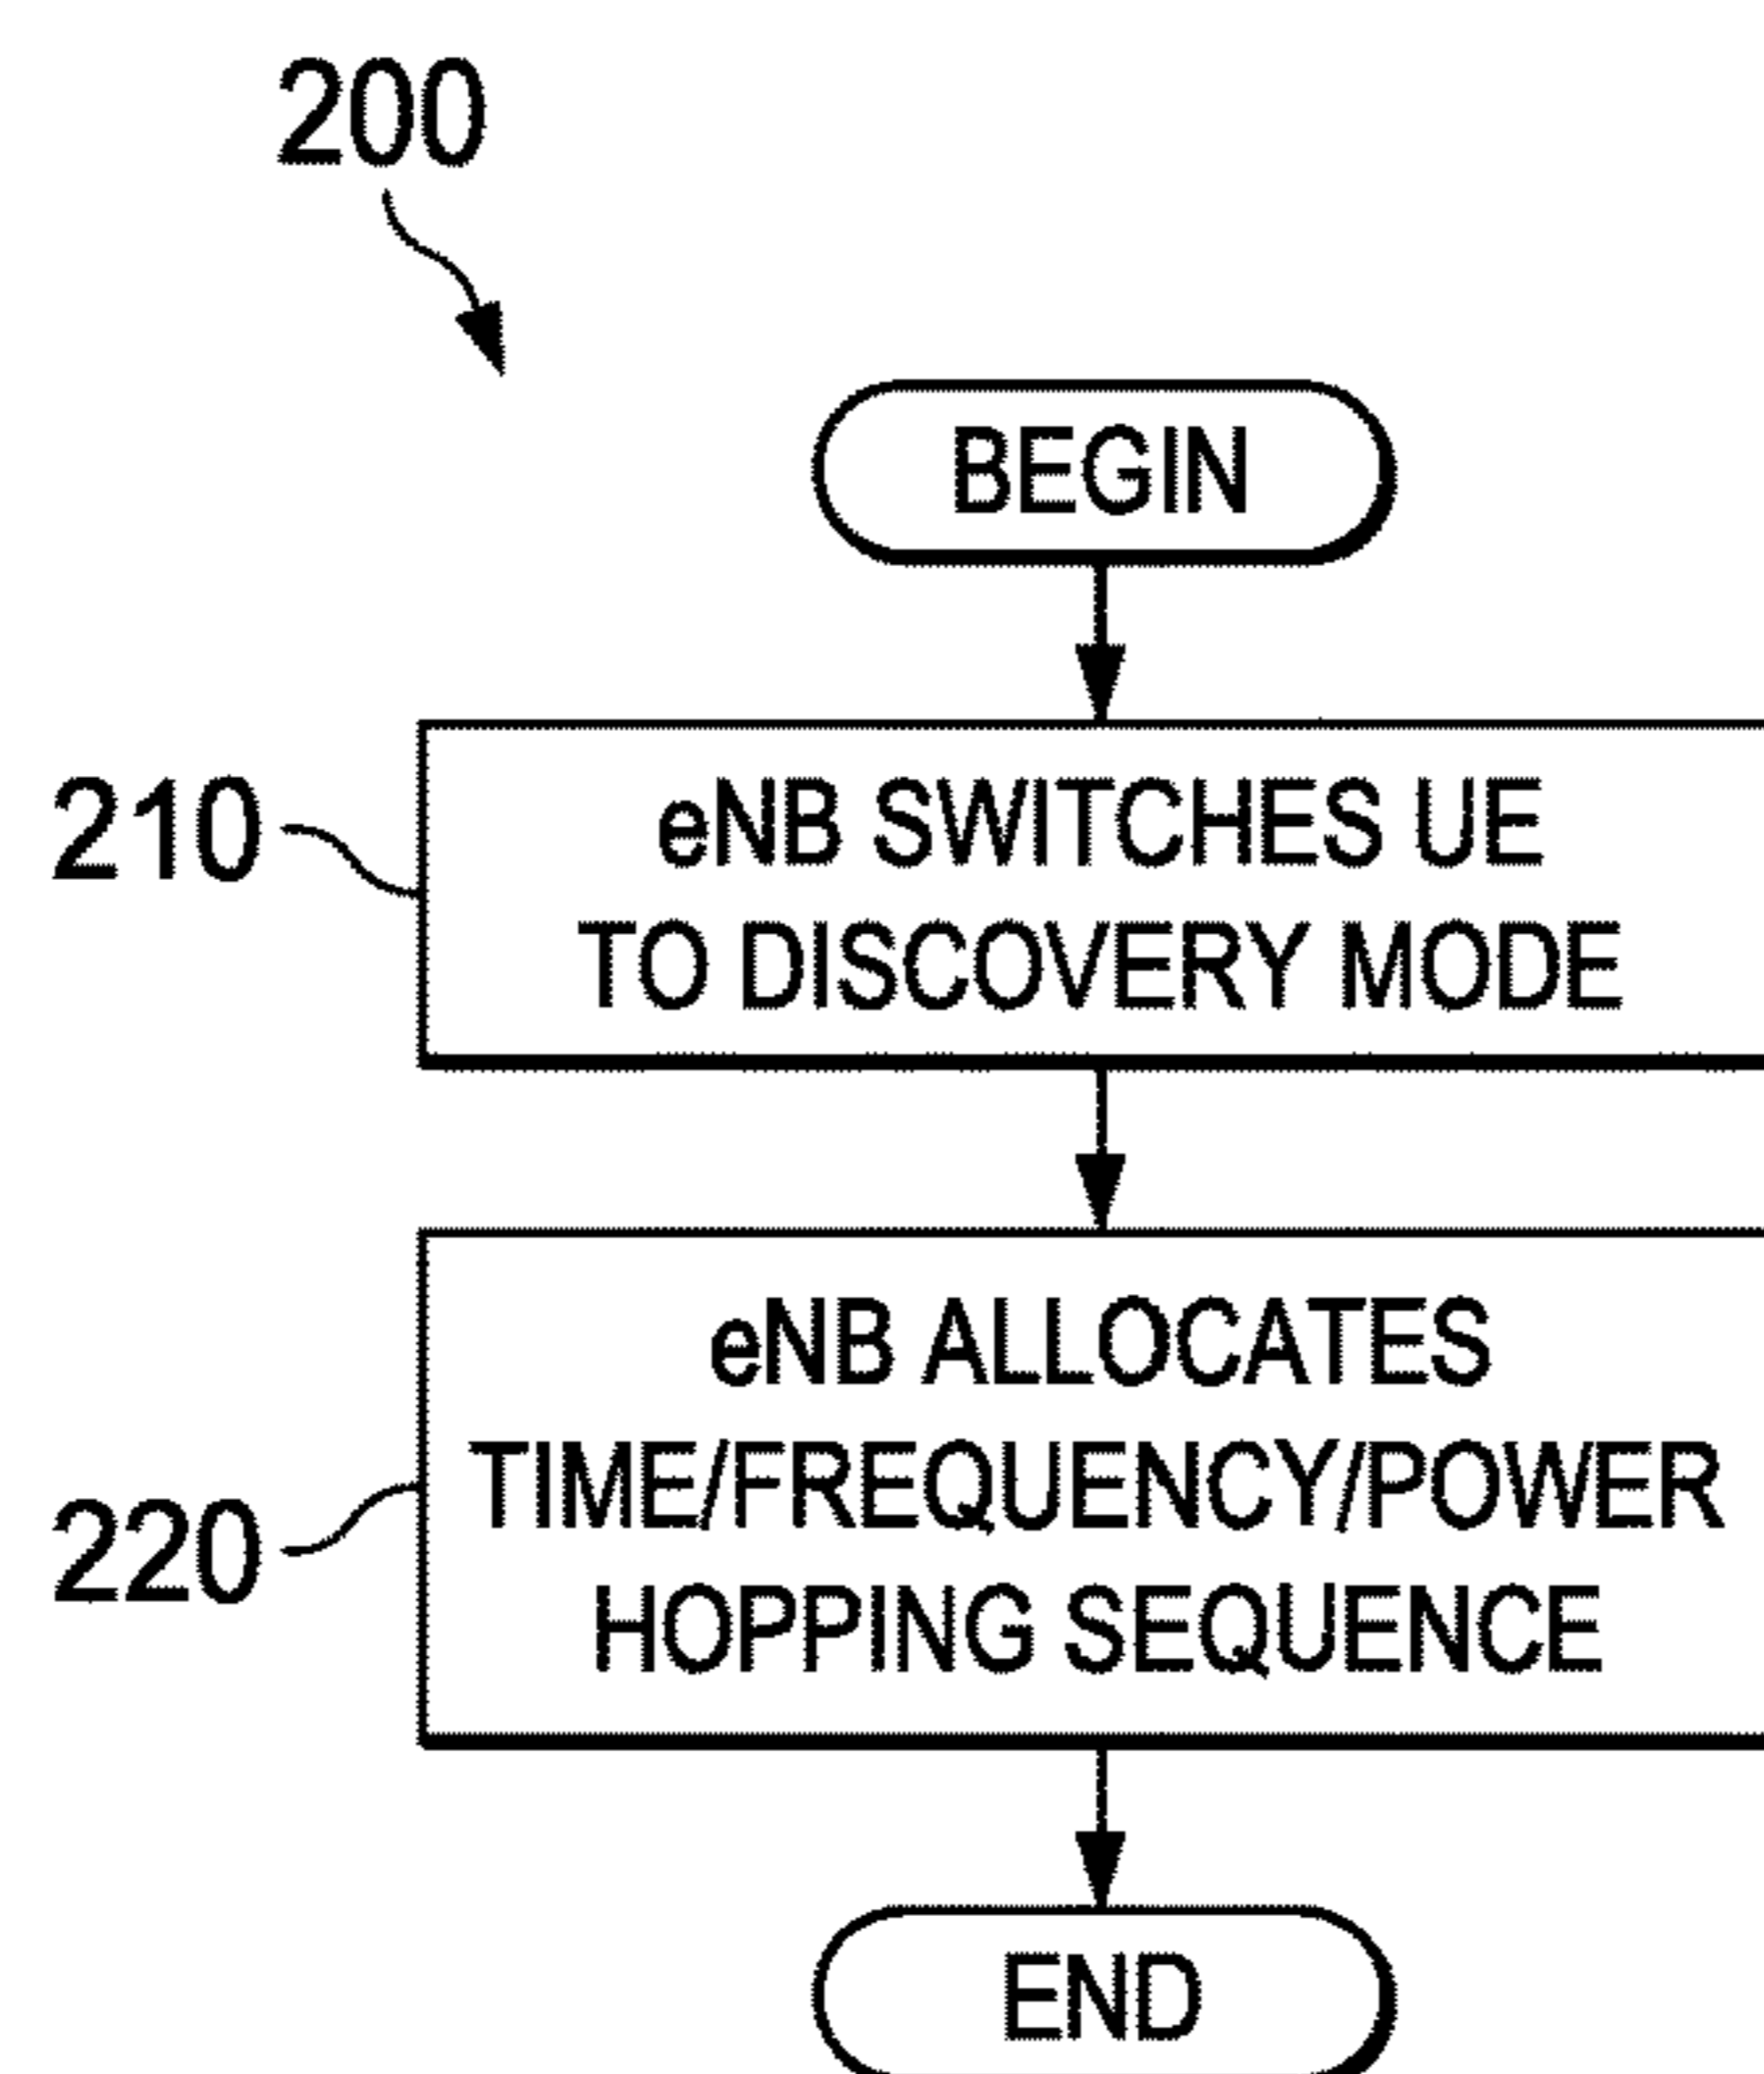 200
BEGIN
210
eNB SWITCHES UE
TO DISCOVERY MODE
220
eNB ALLOCATES
TIME/FREQUENCY/POWER
HOPPING SEQUENCE
END